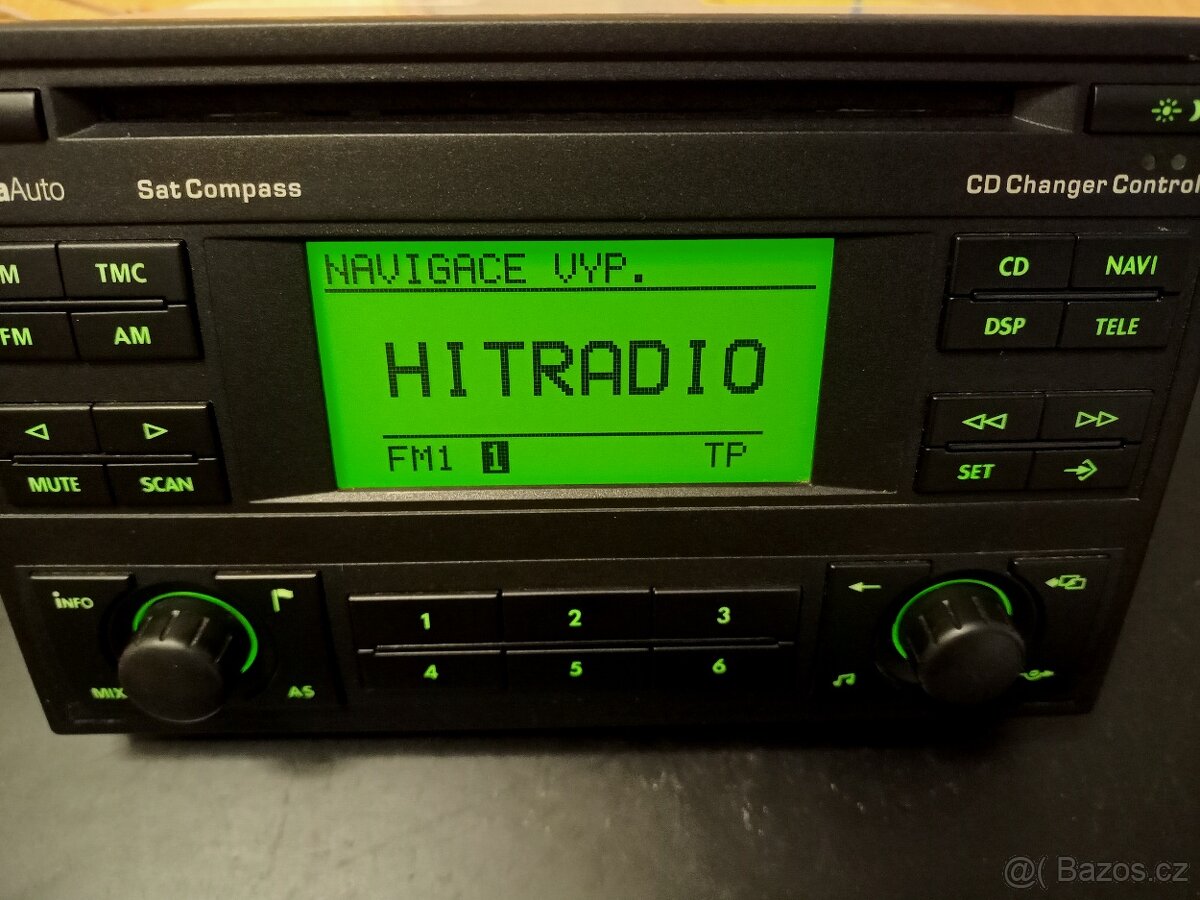 aAuto Sat Compass CD Changer Control
M TMC
FM AM
NAVIGACE VYP.
HITRADIO
FM1 1 TP
CD NAVI
DSP TELE
MUTE SCAN
SET
INFO
MIX AS
1 2 3
4 5 6
@( Bazos.cz